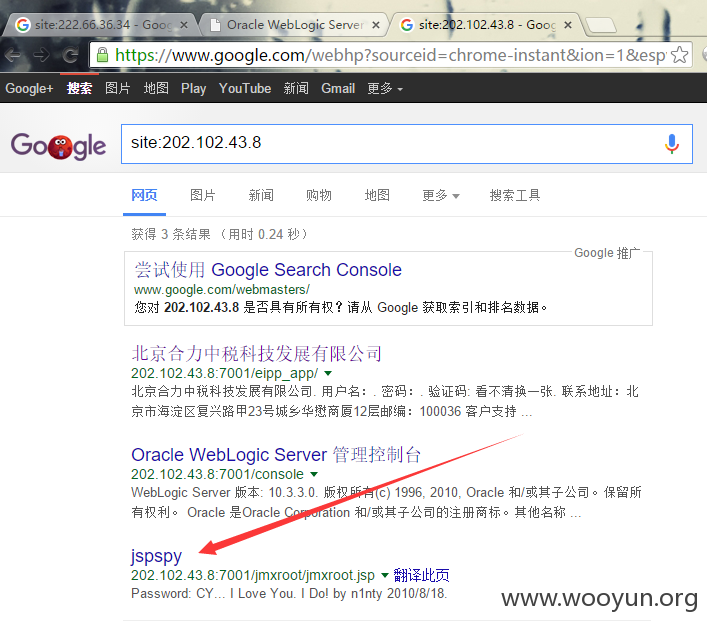 site:222.66.36.34 - Goog
Oracle WebLogic Server
site:202.102.43.8 - Goog
https://www.google.com/webhp?sourceid=chrome-instant&ion=1&esp
Google+ 搜索 图片 地图 Play YouTube 新闻 Gmail 更多
Google
site:202.102.43.8
网页 图片 新闻 购物 地图 更多 搜索工具
获得 3 条结果 （用时 0.24 秒）
Google 推广
尝试使用 Google Search Console
www.google.com/webmasters/
您对 202.102.43.8 是否具有所有权？请从 Google 获取索引和排名数据。
北京合力中税科技发展有限公司
202.102.43.8:7001/eipp_app/
北京合力中税科技发展有限公司. 用户名：. 密码：. 验证码: 看不清换一张. 联系地址：北
京市海淀区复兴路甲23号城乡华懋商厦12层邮编：100036 客户支持 ...
Oracle WebLogic Server 管理控制台
202.102.43.8:7001/console
WebLogic Server 版本: 10.3.3.0. 版权所有(c) 1996, 2010, Oracle 和/或其子公司。保留所
有权利。 Oracle 是Oracle Corporation 和/或其子公司的注册商标。其他名称 ...
jspspy
202.102.43.8:7001/jmxroot/jmxroot.jsp 翻译此页
Password: CY... I Love You. I Do! by n1nty 2010/8/18.
www.wooyun.org